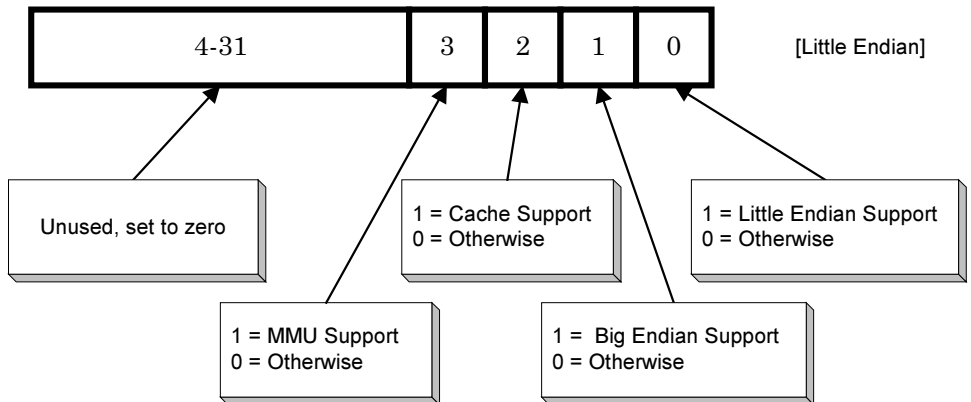 4-31 3 2 1 0 [Little Endian]
Unused, set to zero
1 = Cache Support
0 = Otherwise
1 = Little Endian Support
0 = Otherwise
1 = MMU Support
0 = Otherwise
1 = Big Endian Support
0 = Otherwise